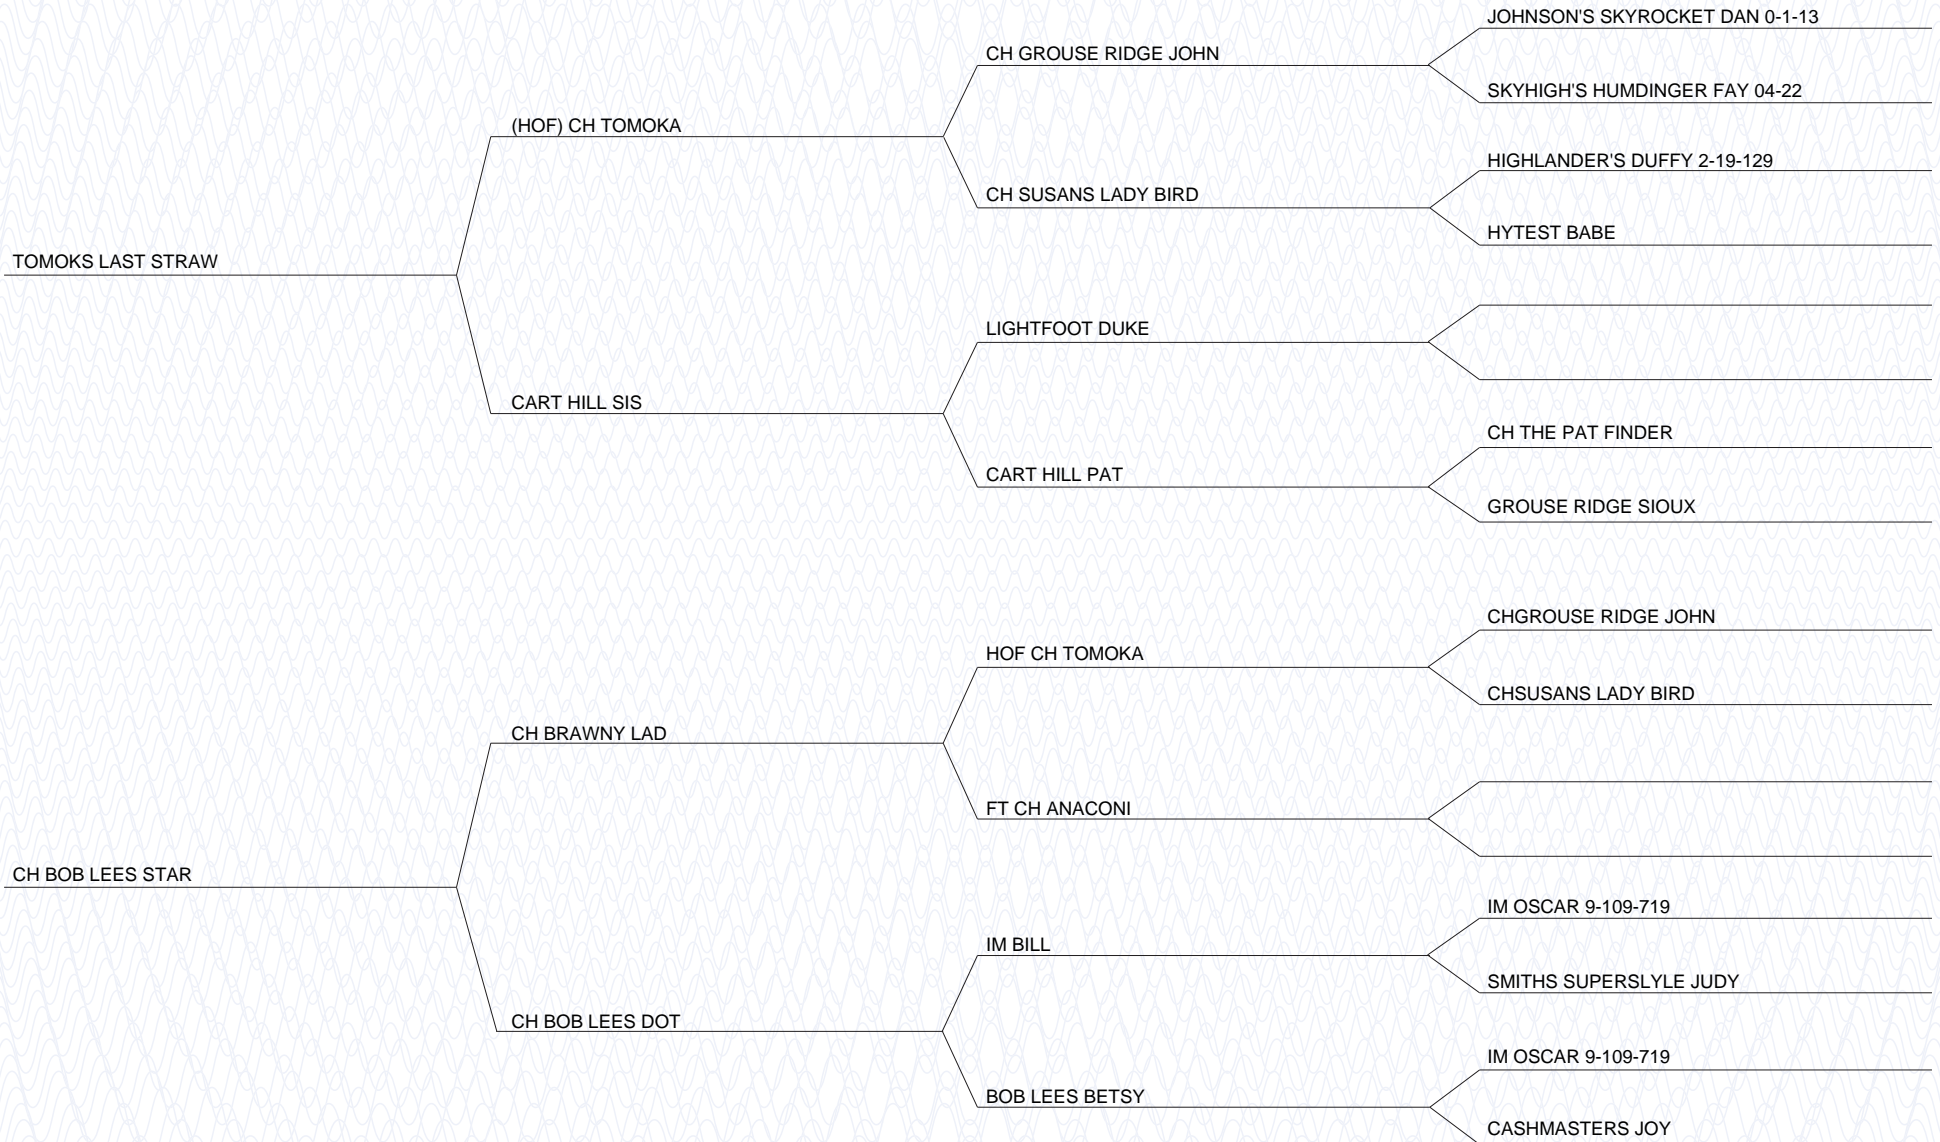 JOHNSON'S SKYROCKET DAN 0-1-13
CH GROUSE RIDGE JOHN
SKYHIGH'S HUMDINGER FAY 04-22
(HOF) CH TOMOKA
HIGHLANDER'S DUFFY 2-19-129
CH SUSANS LADY BIRD
HYTEST BABE
TOMOKS LAST STRAW
LIGHTFOOT DUKE
CART HILL SIS
CH THE PAT FINDER
CART HILL PAT
GROUSE RIDGE SIOUX
CHGROUSE RIDGE JOHN
HOF CH TOMOKA
CHSUSANS LADY BIRD
CH BRAWNY LAD
FT CH ANACONI
CH BOB LEES STAR
IM OSCAR 9-109-719
IM BILL
SMITHS SUPERSLYLE JUDY
CH BOB LEES DOT
IM OSCAR 9-109-719
BOB LEES BETSY
CASHMASTERS JOY